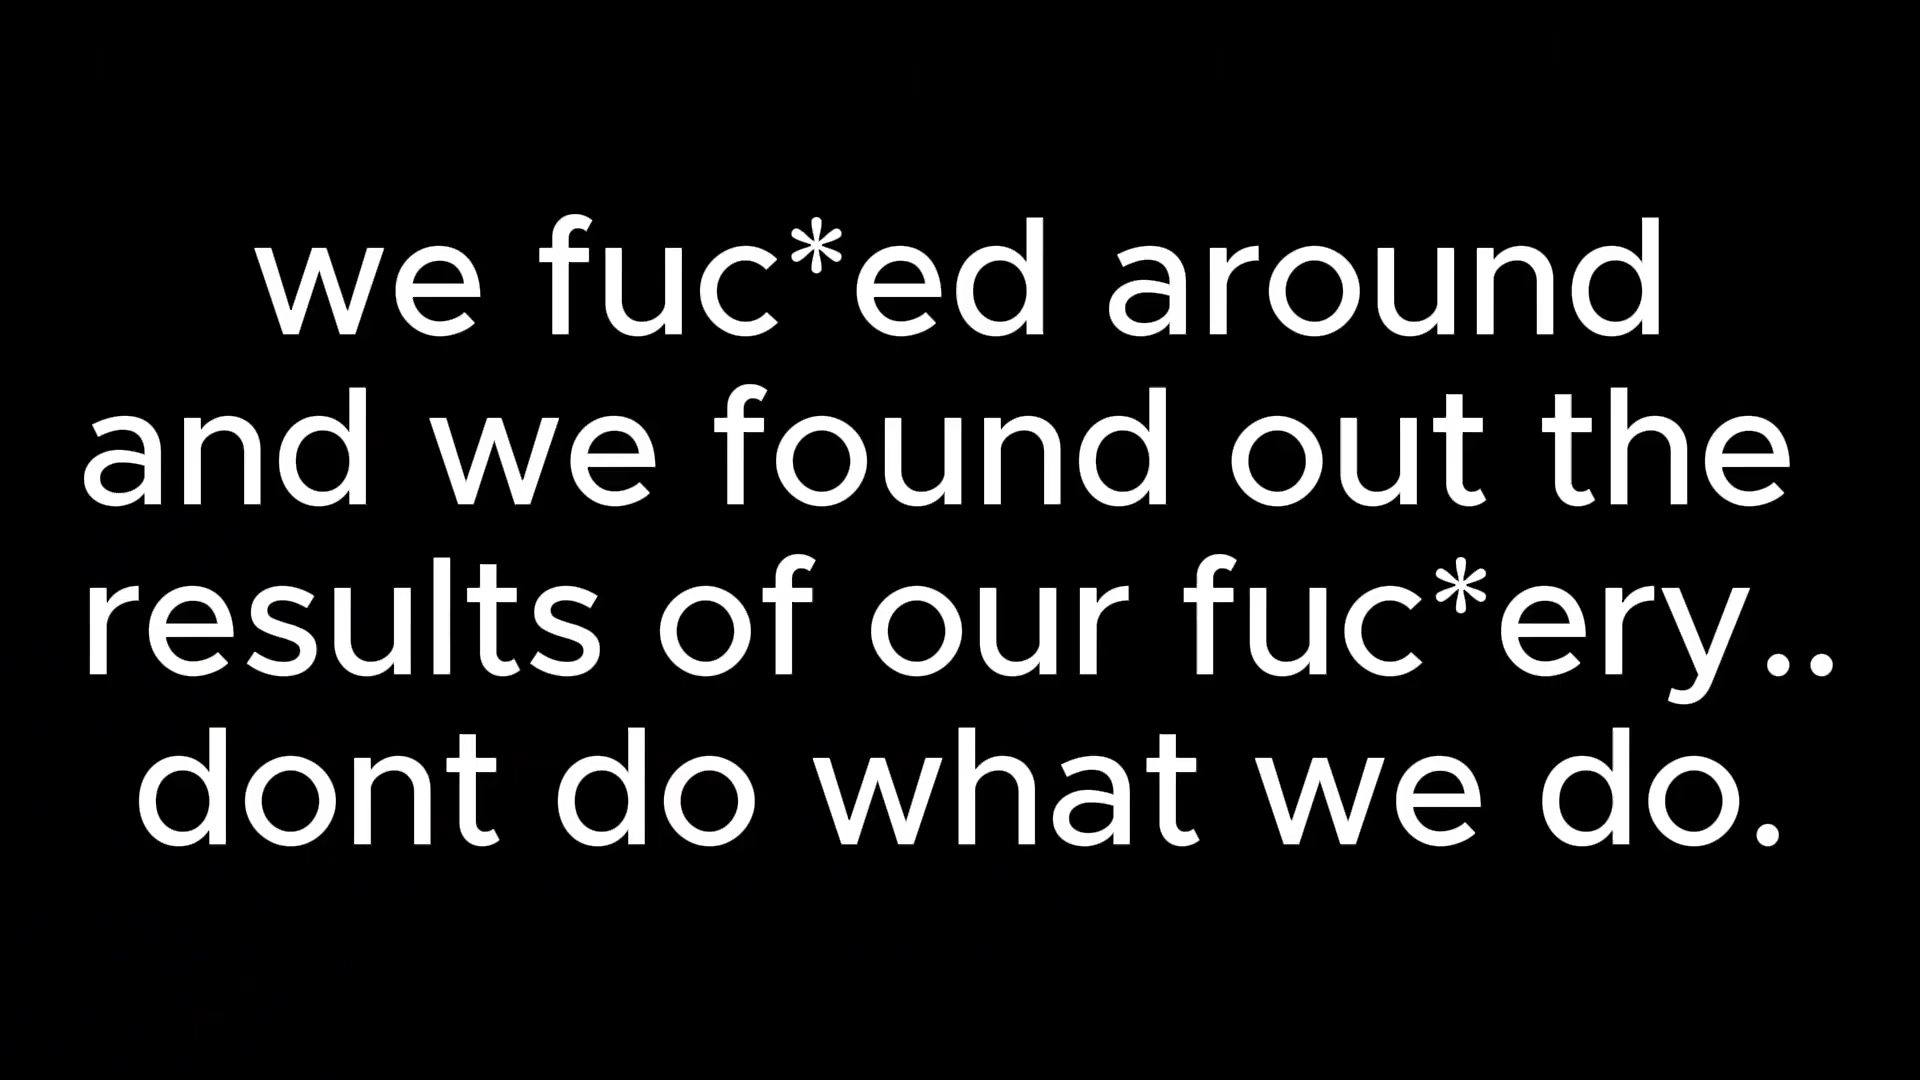 we fuc*ed around
and we found out the
results of our fuc*ery..
dont do what we do.